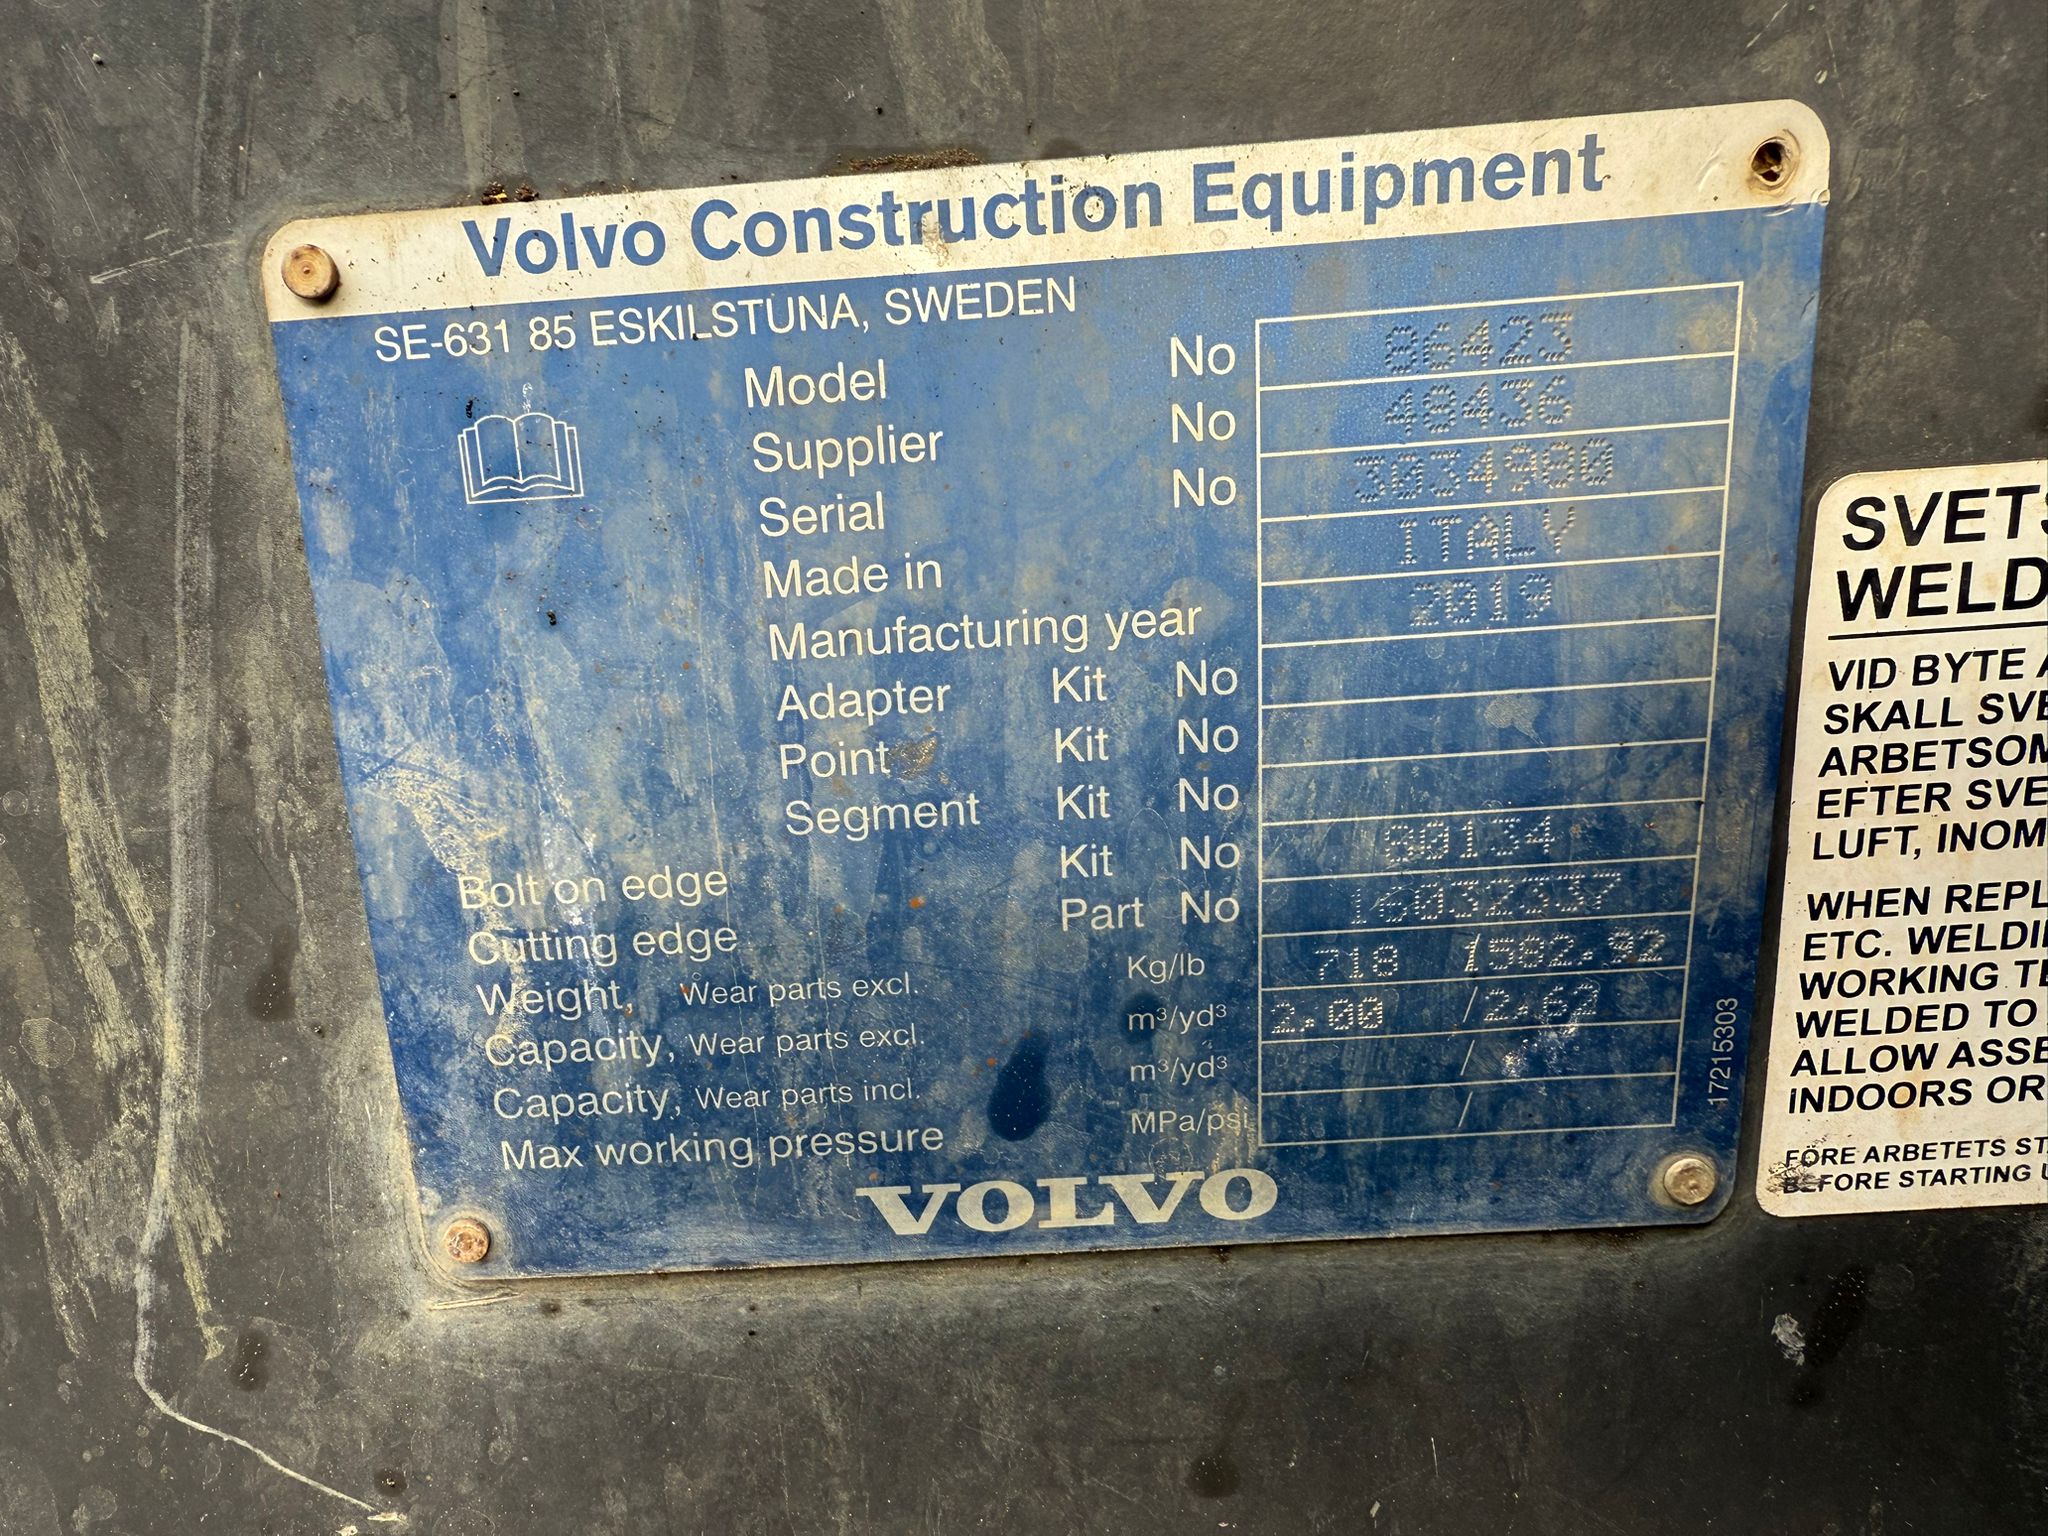 Volvo Construction Equipment
SE-631 85 ESKILSTUNA, SWEDEN
Model No 86423
Supplier No 48436
Serial No 3034980
Made in ITALY
Manufacturing year 2019
Adapter Kit No
Point Kit No
Segment Kit No
Bolt on edge Kit No 80134
Cutting edge Part No 16032337
Weight, Wear parts excl. Kg/lb 718 /1582.92
Capacity, Wear parts excl. m³/yd³ 2.00 /2.62
Capacity, Wear parts incl. m³/yd³ /
Max working pressure MPa/psi /
VOLVO
17215303
SVETS
WELD
VID BYTE A
SKALL SVE
ARBETSOM
EFTER SVE
LUFT, INOM
WHEN REPL
ETC. WELDI
WORKING TE
WELDED TO
ALLOW ASSE
INDOORS OR
FÖRE ARBETETS STA
BEFORE STARTING U